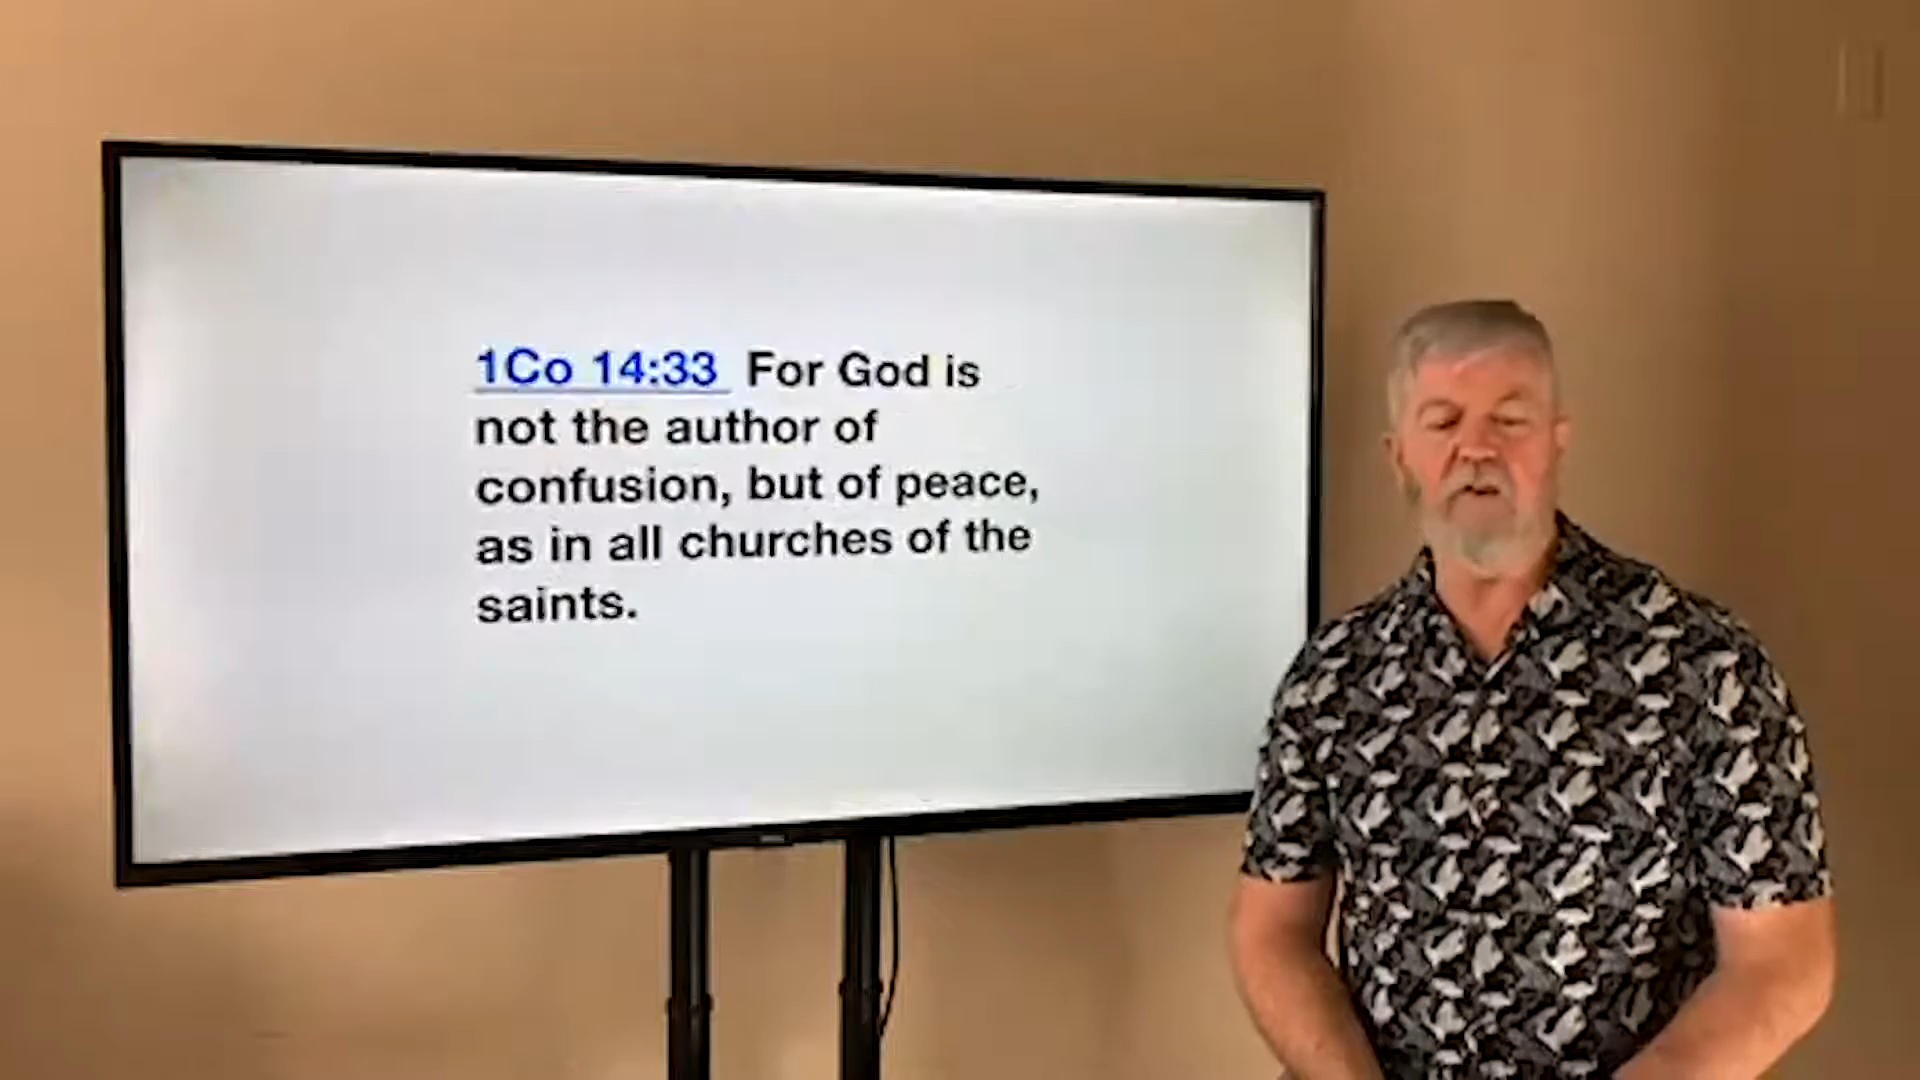 1Co 14:33 For God is
not the author of
confusion, but of peace,
as in all churches of the
saints.